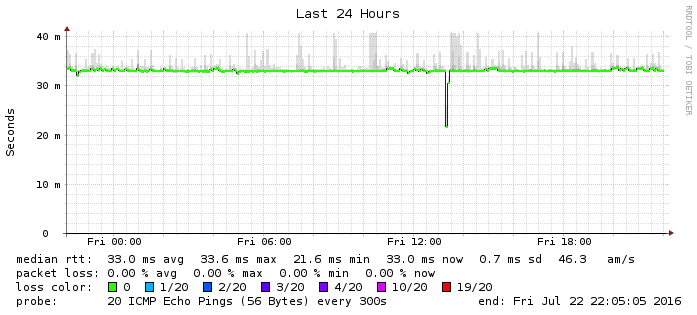 Last 24 Hours
RRDTOOL / TOBI OETIKER
Seconds
40 m
30 m
20 m
10 m
0
Fri 00:00 Fri 06:00 Fri 12:00 Fri 18:00
median rtt: 33.0 ms avg 33.6 ms max 21.6 ms min 33.0 ms now 0.7 ms sd 46.3 am/s
packet loss: 0.00 % avg 0.00 % max 0.00 % min 0.00 % now
loss color: 0 1/20 2/20 3/20 4/20 10/20 19/20
probe: 20 ICMP Echo Pings (56 Bytes) every 300s end: Fri Jul 22 22:05:05 2016